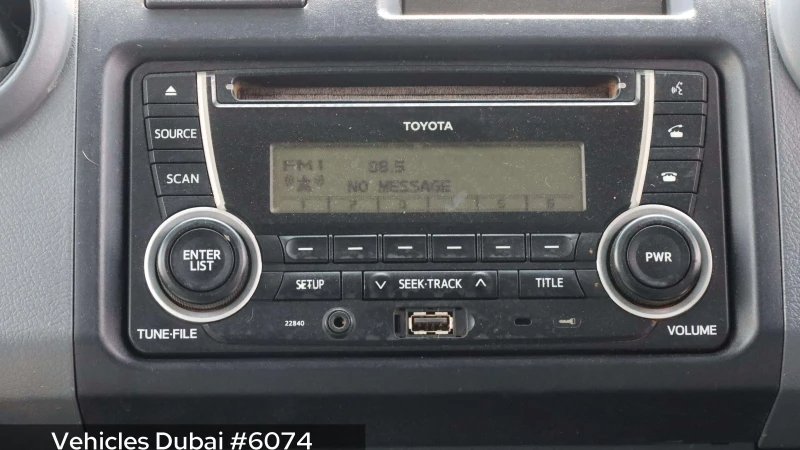 TOYOTA
SOURCE
FM1 98.5
NO MESSAGE
SCAN
1 2 3 4 5 6
ENTER
LIST
PWR
SETUP
SEEK·TRACK
TITLE
22840
TUNE·FILE
VOLUME
Vehicles Dubai #6074